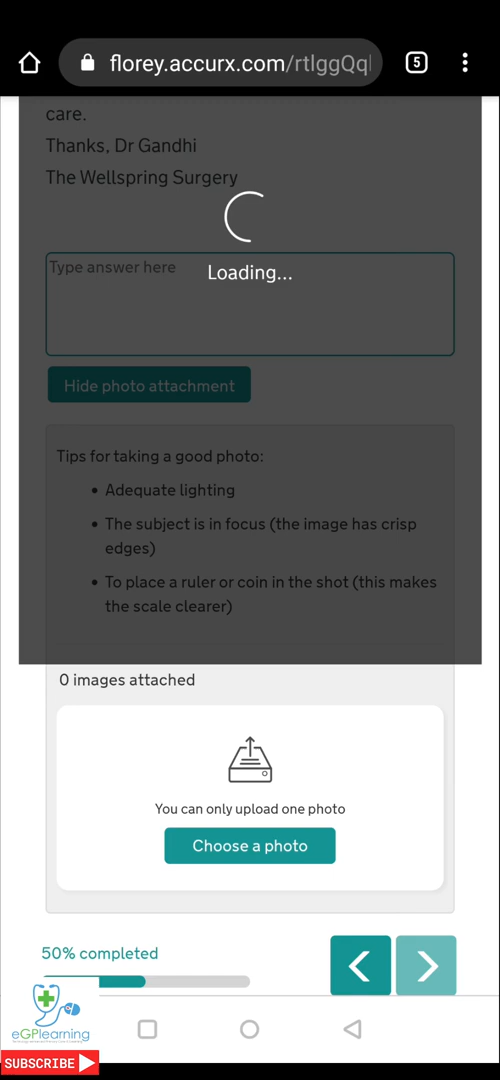 florey.accurx.com/rtlggQq
5
care.
Thanks, Dr Gandhi
The Wellspring Surgery
Type answer here
Loading...
Hide photo attachment
Tips for taking a good photo:
• Adequate lighting
• The subject is in focus (the image has crisp
edges)
• To place a ruler or coin in the shot (this makes
the scale clearer)
0 images attached
You can only upload one photo
Choose a photo
50% completed
eGPlearning
SUBSCRIBE